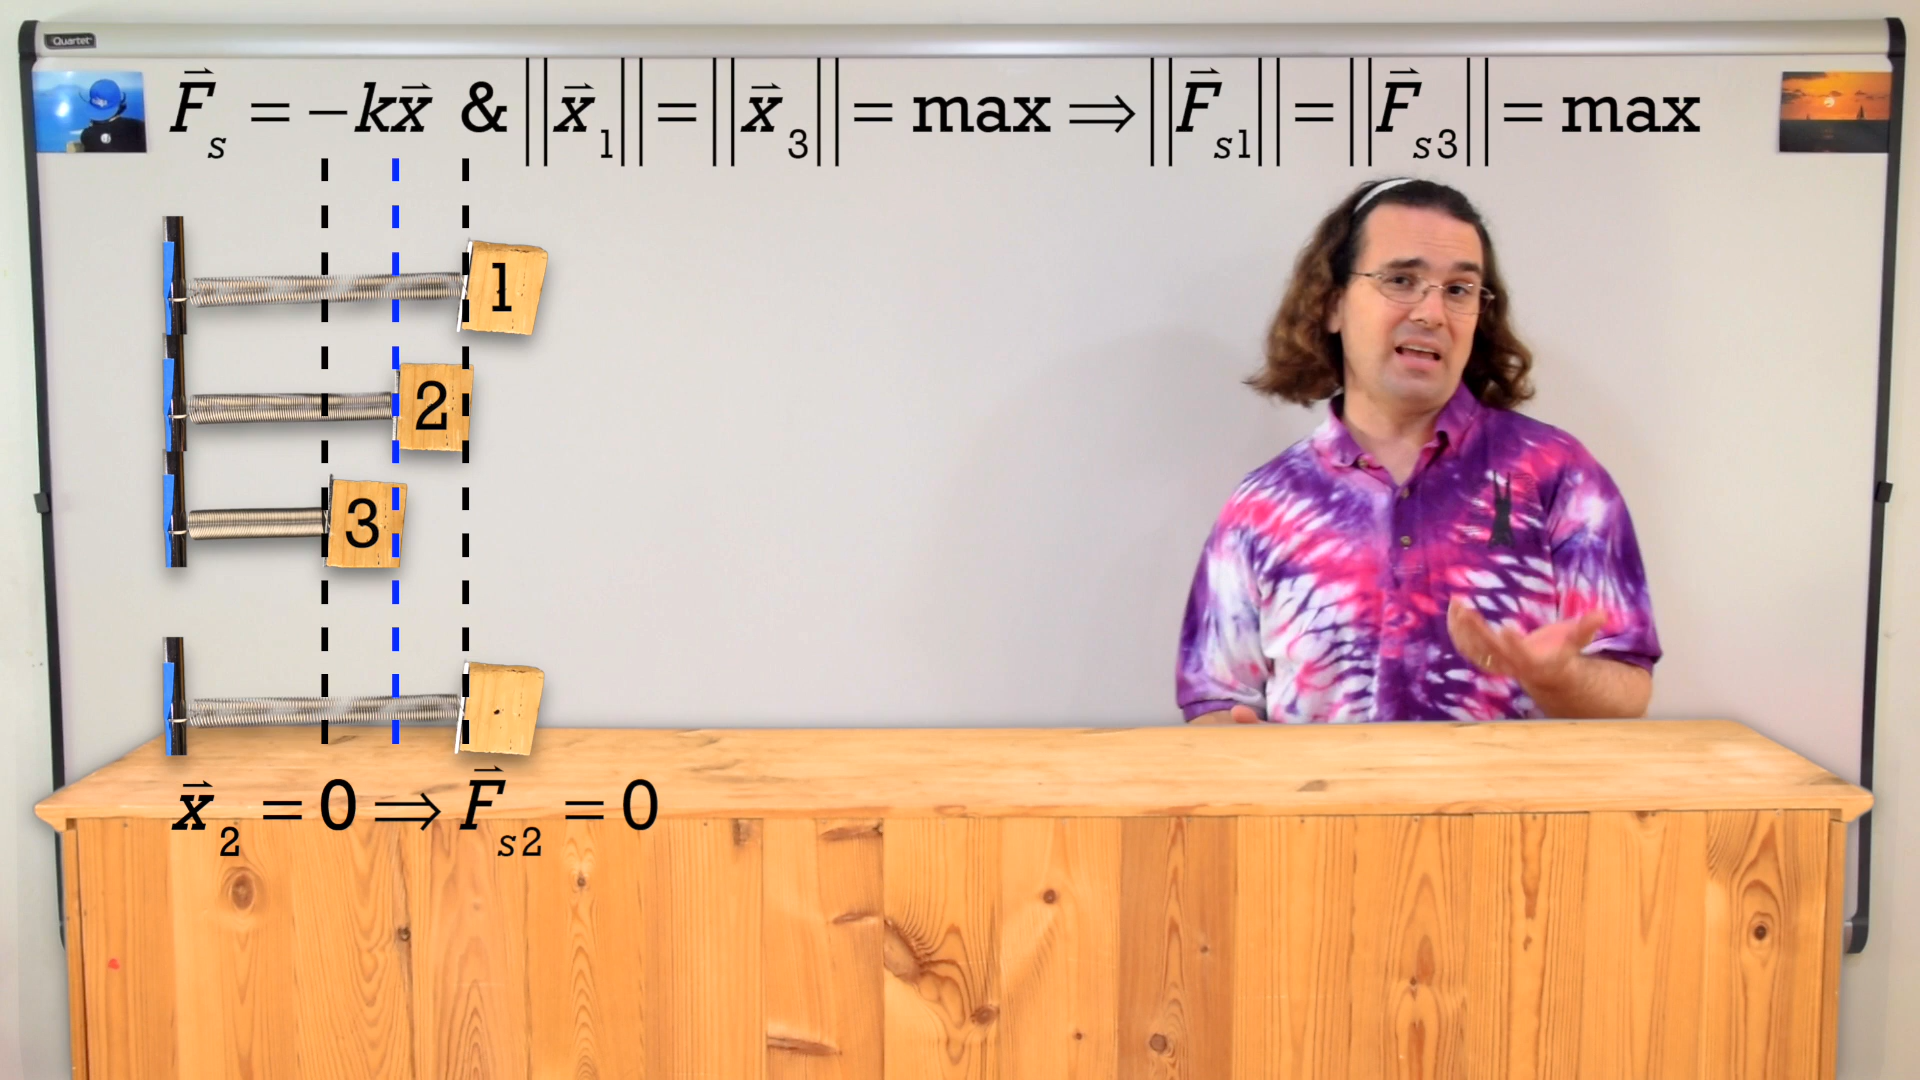 Quartet
F⃗ₛ = −kx⃗ & ||x⃗₁|| = ||x⃗₃|| = max ⇒ ||F⃗ₛ₁|| = ||F⃗ₛ₃|| = max
1
2
3
x⃗₂ = 0 ⇒ F⃗ₛ₂ = 0